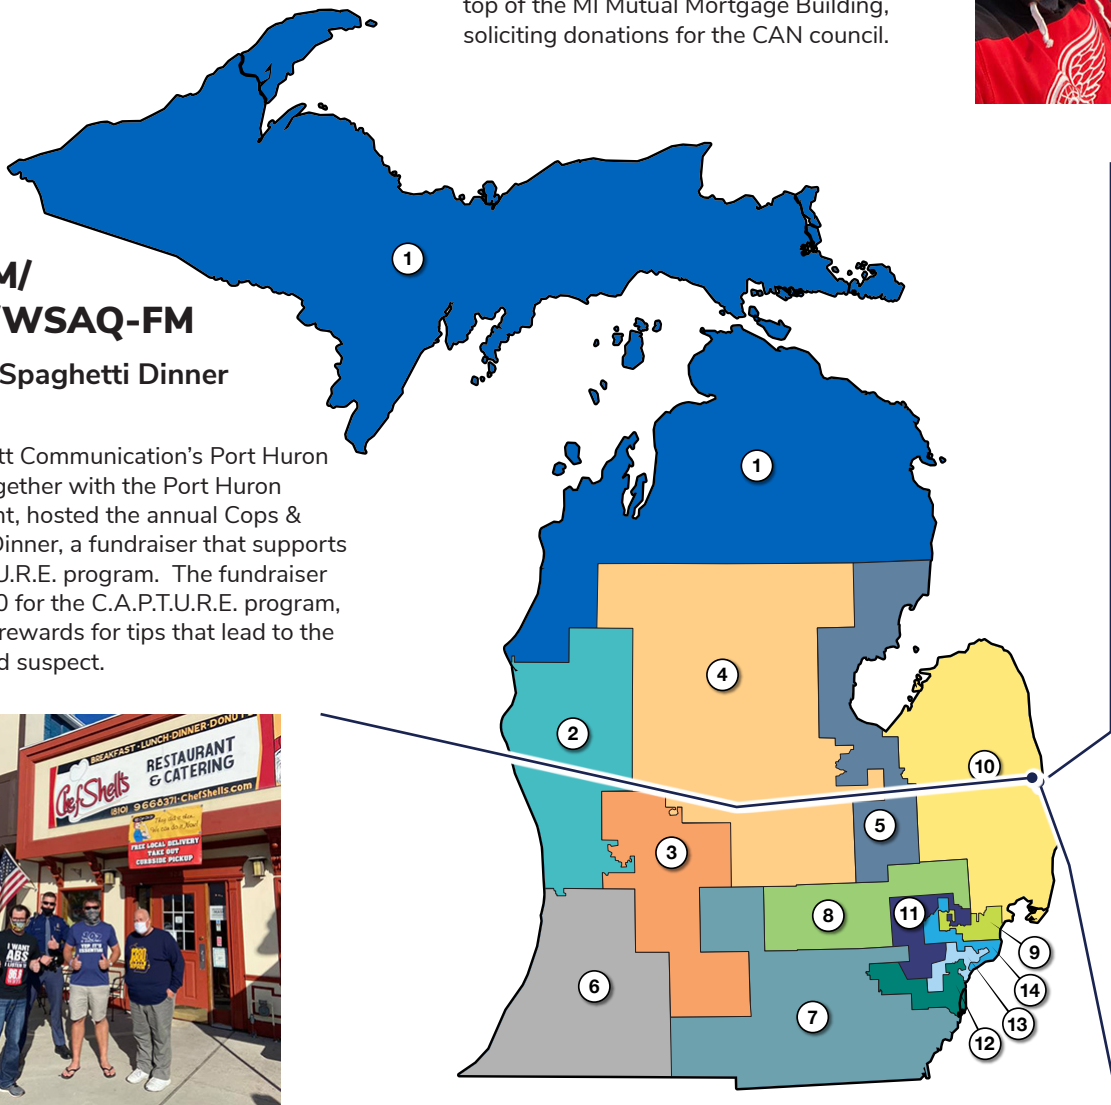 top of the MI Mutual Mortgage Building,
soliciting donations for the CAN council.
M/
/WSAQ-FM
Spaghetti Dinner
tt Communication's Port Huron
gether with the Port Huron
nt, hosted the annual Cops &
Dinner, a fundraiser that supports
U.R.E. program. The fundraiser
0 for the C.A.P.T.U.R.E. program,
rewards for tips that lead to the
d suspect.
BREAKFAST·LUNCH·DINNER·DONUT
Chef Shell's
RESTAURANT
& CATERING
(810) 966-8371·ChefShells.com
FREE LOCAL DELIVERY
TAKE OUT
CURBSIDE PICKUP
I WANT
ABS
1
1
2
3
4
5
6
7
8
9
10
11
12
13
14